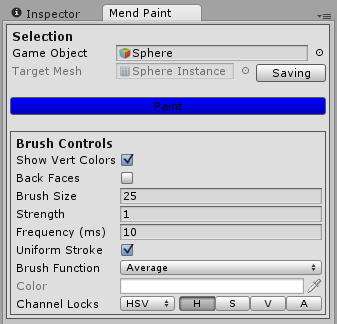 Inspector Mend Paint
Selection
Game Object Sphere
Target Mesh Sphere Instance Saving
Paint
Brush Controls
Show Vert Colors
Back Faces
Brush Size 25
Strength 1
Frequency (ms) 10
Uniform Stroke
Brush Function Average
Color
Channel Locks HSV H S V A